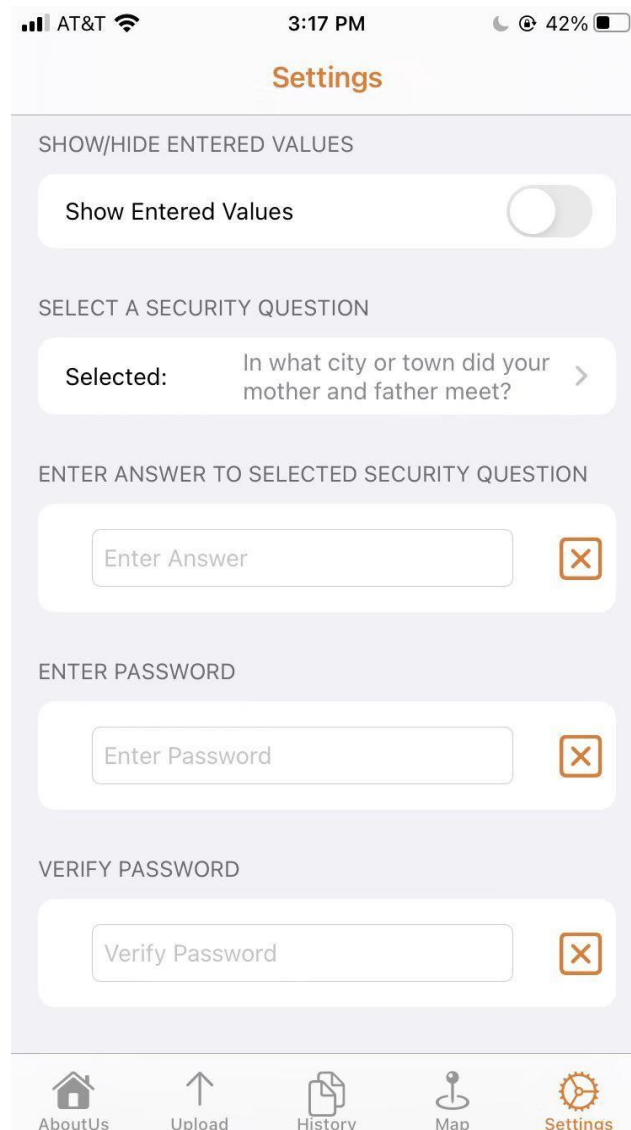 AT&T 3:17 PM 42%
Settings
SHOW/HIDE ENTERED VALUES
Show Entered Values
SELECT A SECURITY QUESTION
Selected: In what city or town did your
mother and father meet?
ENTER ANSWER TO SELECTED SECURITY QUESTION
Enter Answer
ENTER PASSWORD
Enter Password
VERIFY PASSWORD
Verify Password
AboutUs Upload History Map Settings